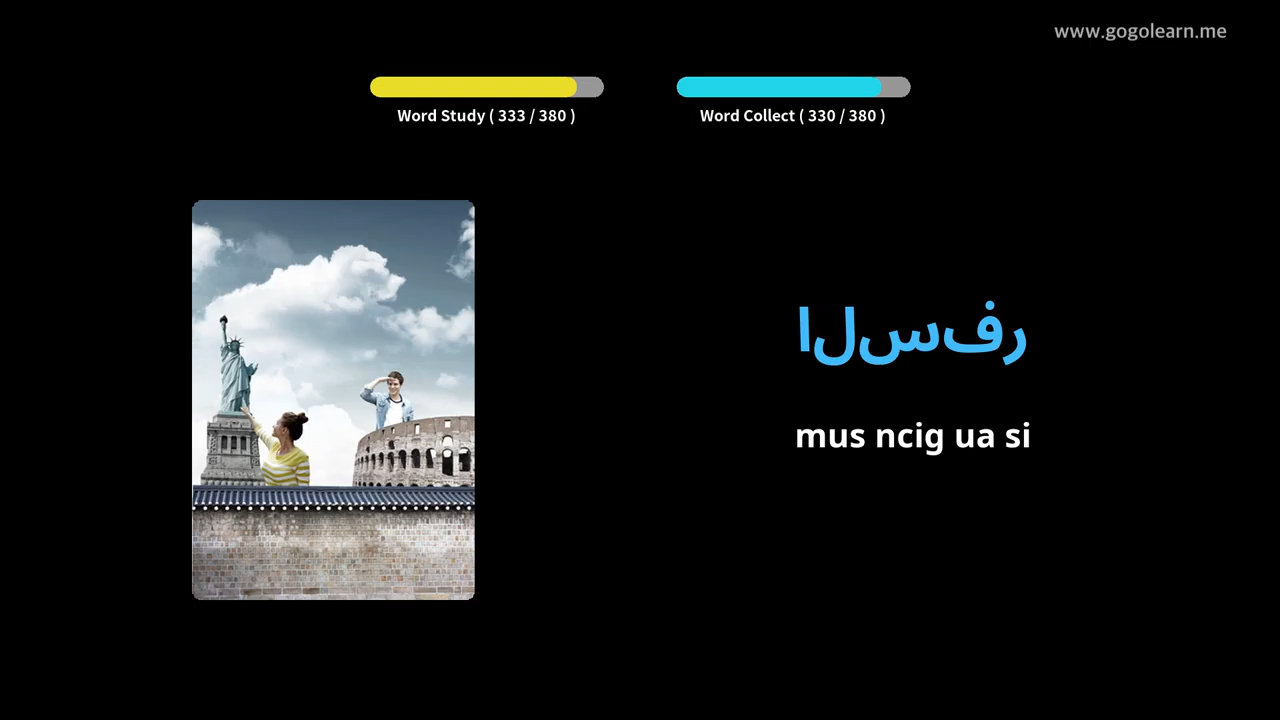 www.gogolearn.me
Word Study ( 333 / 380 )
Word Collect ( 330 / 380 )
السفر
mus ncig ua si